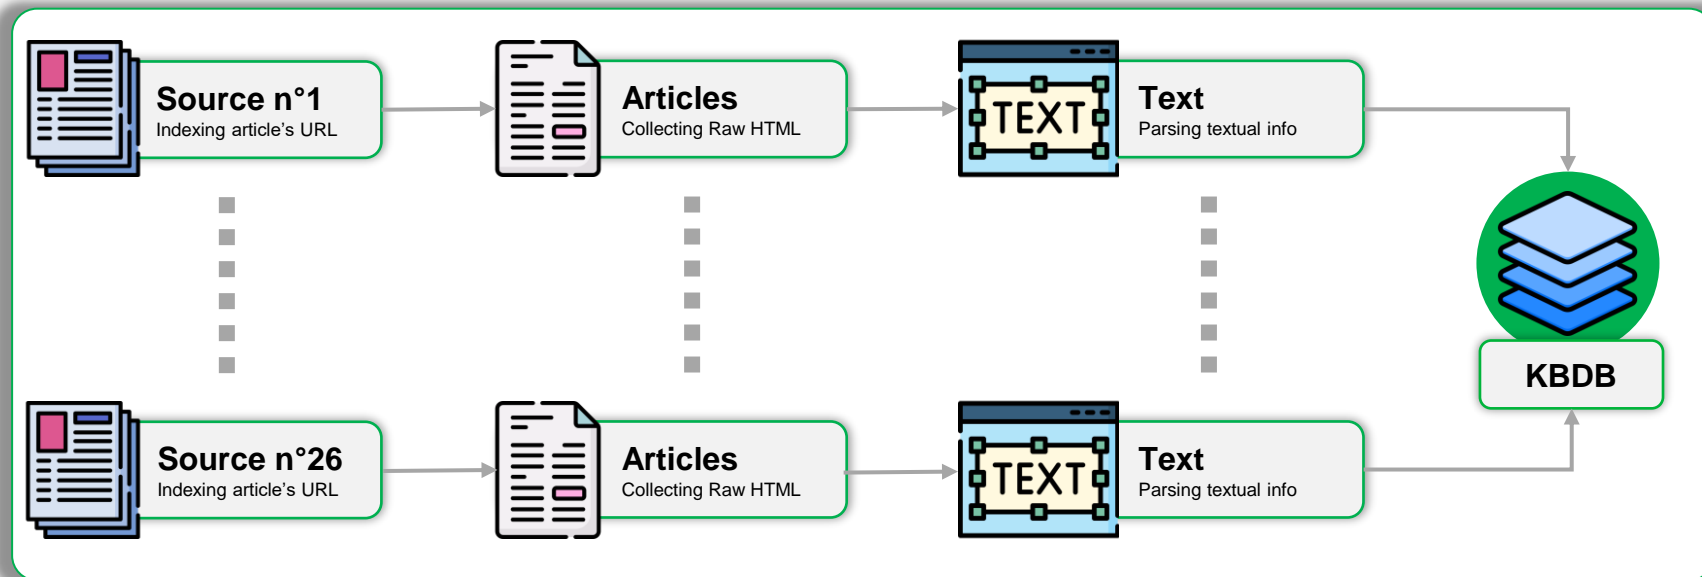 Source n°1
Indexing article's URL
Articles
Collecting Raw HTML
TEXT
Text
Parsing textual info
KBDB
Source n°26
Indexing article's URL
Articles
Collecting Raw HTML
TEXT
Text
Parsing textual info